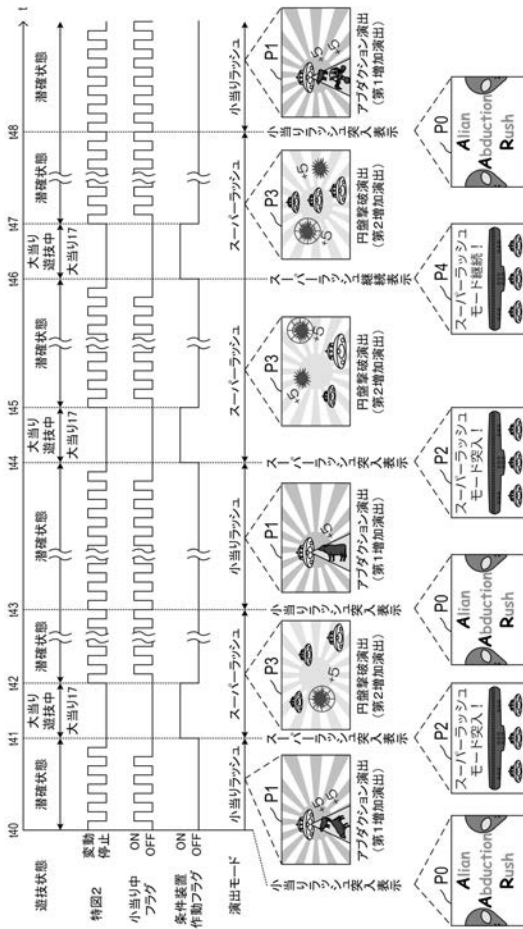 t40 t41 t42 t43 t44 t45 t46 t47 t48 t
遊技状態 潜確状態 大当り遊技中 潜確状態 潜確状態 大当り遊技中 潜確状態 大当り遊技中 潜確状態 潜確状態
大当り17 大当り17 大当り17
特図2 変動
停止
小当り中
フラグ
ON
OFF
条件装置
作動フラグ
ON
OFF
演出モード 小当りラッシュ スーパーラッシュ 小当りラッシュ スーパーラッシュ スーパーラッシュ 小当りラッシュ
小当りラッシュ突入表示
P1
+5
+5
アブダクション演出
(第1増加演出)
スーパーラッシュ突入表示
P3
+5
円盤撃破演出
(第2増加演出)
小当りラッシュ突入表示
P1
+5
アブダクション演出
(第1増加演出)
スーパーラッシュ突入表示
P3
+5
+5
円盤撃破演出
(第2増加演出)
スーパーラッシュ継続表示
P3
+5
+5
円盤撃破演出
(第2増加演出)
小当りラッシュ突入表示
P1
+5
+5
アブダクション演出
(第1増加演出)
P0
Alian
Abduction
Rush
P2
スーパーラッシュ
モード突入!
P0
Alian
Abduction
Rush
P2
スーパーラッシュ
モード突入!
P4
スーパーラッシュ
モード継続!
P0
Alian
Abduction
Rush